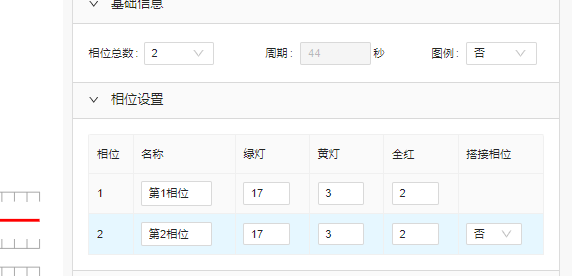 基础信息
相位总数: 2 周期: 44 秒 图例: 否
相位设置
相位 名称 绿灯 黄灯 全红 搭接相位
1 第1相位 17 3 2
2 第2相位 17 3 2 否